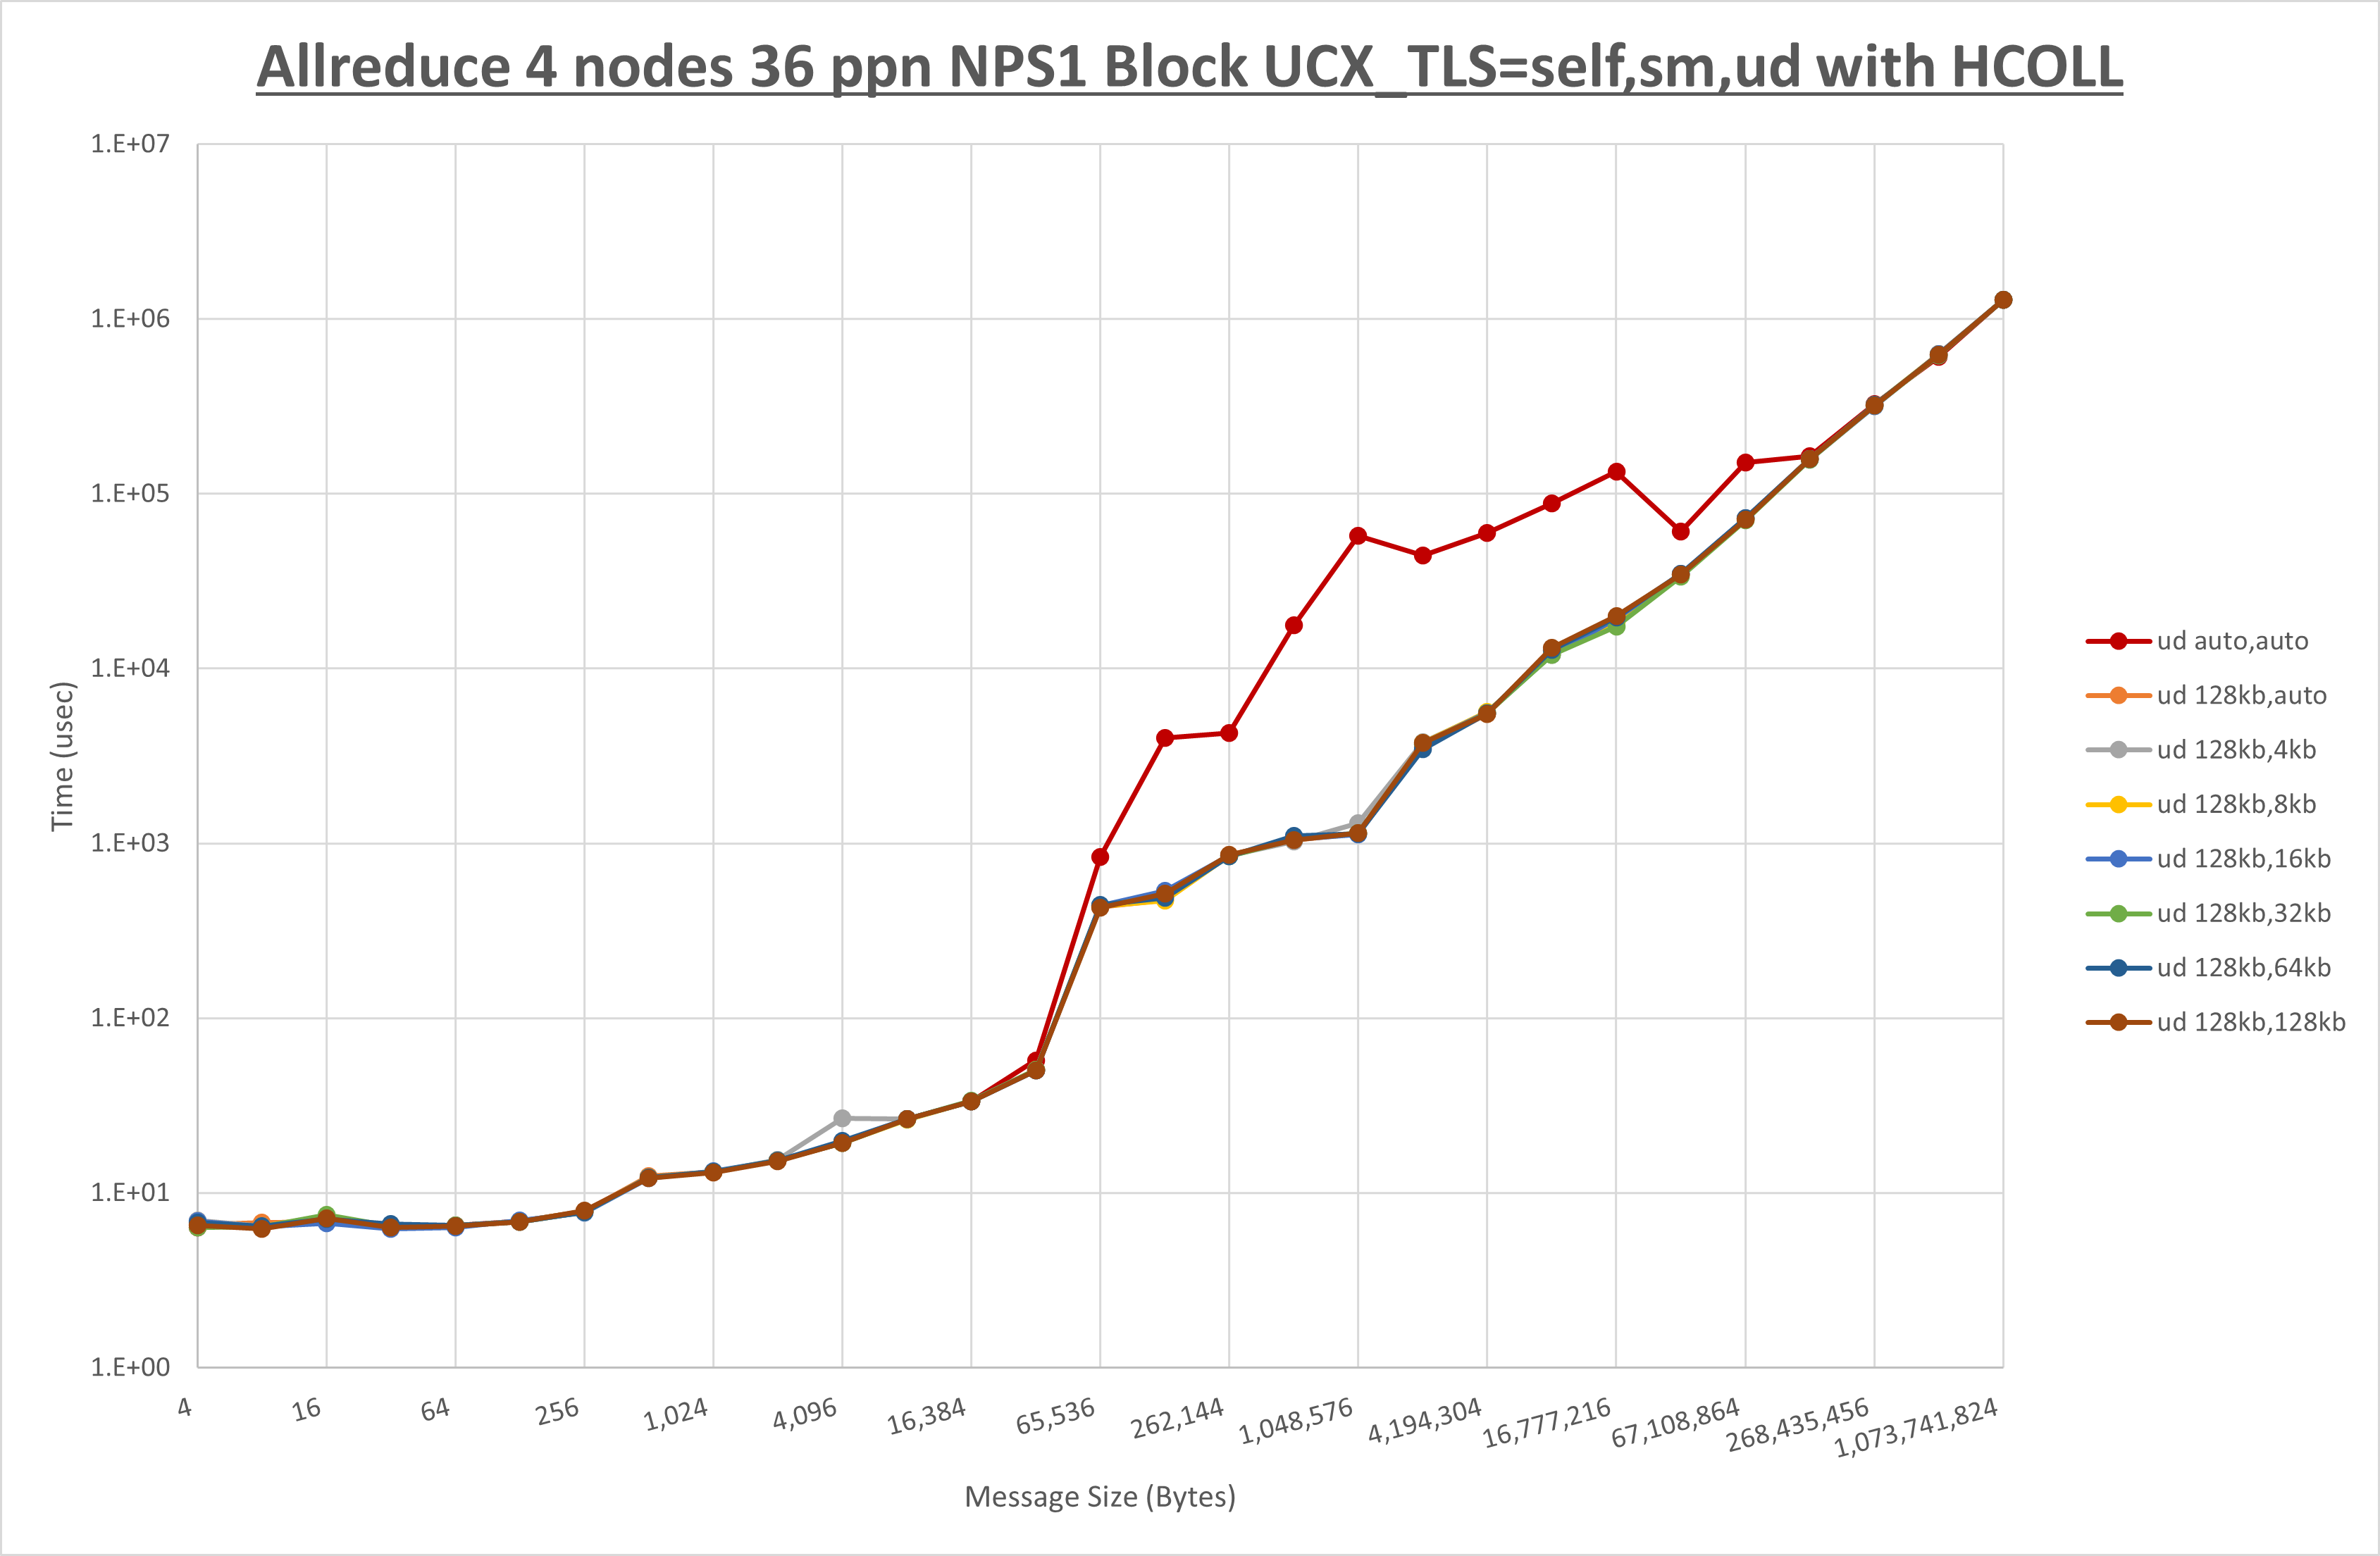 Allreduce 4 nodes 36 ppn NPS1 Block UCX_TLS=self,sm,ud with HCOLL
1.E+07
1.E+06
1.E+05
1.E+04
1.E+03
1.E+02
1.E+01
1.E+00
Time (usec)
4
16
64
256
1,024
4,096
16,384
65,536
262,144
1,048,576
4,194,304
16,777,216
67,108,864
268,435,456
1,073,741,824
Message Size (Bytes)
ud auto,auto
ud 128kb,auto
ud 128kb,4kb
ud 128kb,8kb
ud 128kb,16kb
ud 128kb,32kb
ud 128kb,64kb
ud 128kb,128kb